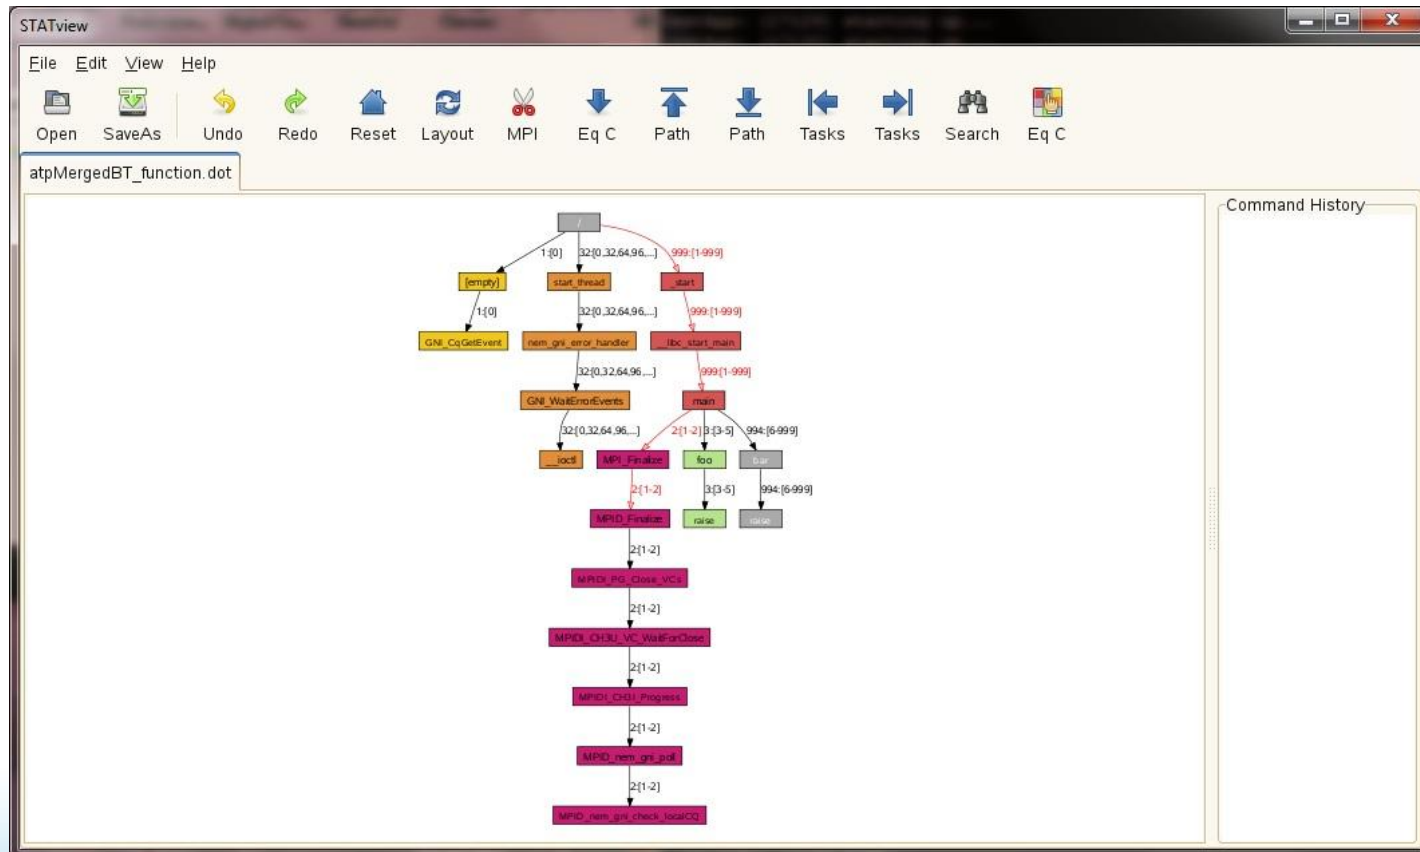 STATview
File Edit View Help
Open SaveAs Undo Redo Reset Layout MPI Eq C Path Path Tasks Tasks Search Eq C
atpMergedBT_function.dot
Command History
/
1:[0] 32:[0,32,64,96,...] 999:[1-999]
[empty] start_thread _start
1:[0] 32:[0,32,64,96,...] 999:[1-999]
GNI_CqGetEvent nem_gni_error_handler __libc_start_main
32:[0,32,64,96,...] 999:[1-999]
GNI_WaitErrorEvents main
32:[0,32,64,96,...] 2:[1-2] 3:[3-5] 994:[6-999]
__ioctl MPI_Finalize foo bar
2:[1-2] 3:[3-5] 994:[6-999]
MPID_Finalize raise raise
2:[1-2]
MPIDI_PG_Close_VCs
2:[1-2]
MPIDI_CH3U_VC_WaitForClose
2:[1-2]
MPIDI_CH3I_Progress
2:[1-2]
MPID_nem_gni_poll
2:[1-2]
MPID_nem_gni_check_localCQ